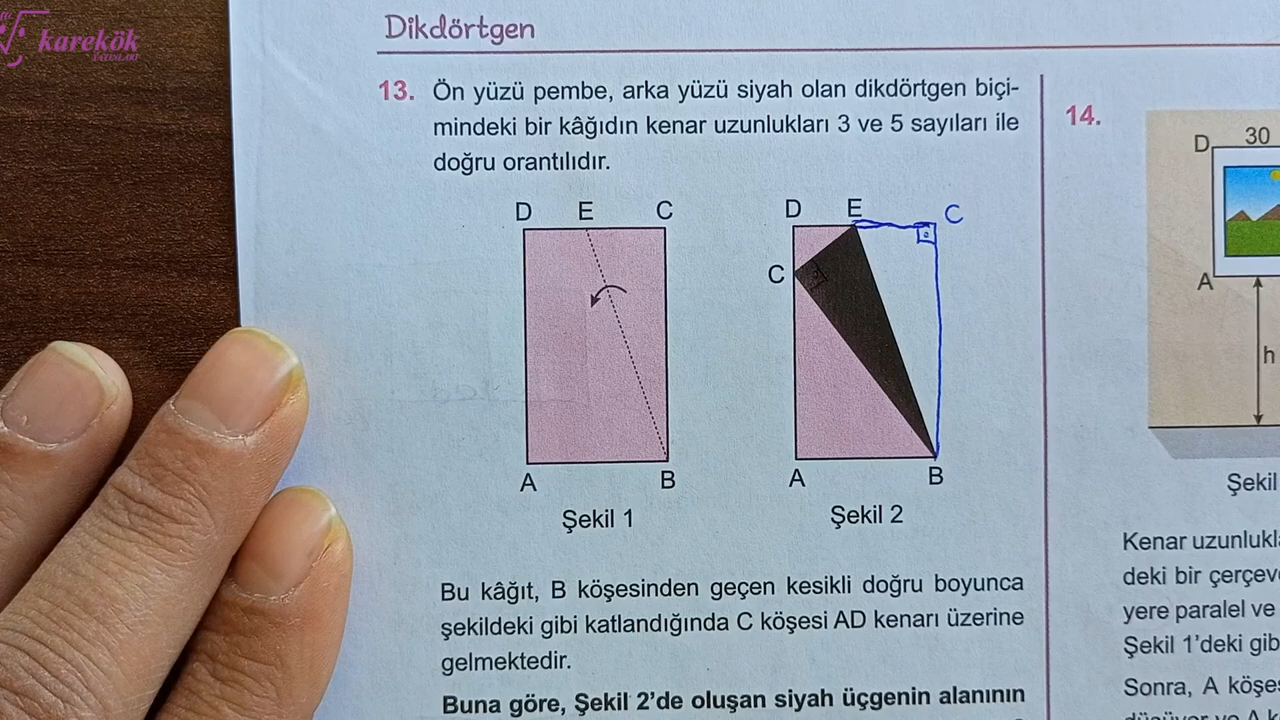 karekök
YAYINLARI
Dikdörtgen
13. Ön yüzü pembe, arka yüzü siyah olan dikdörtgen biçi-
mindeki bir kâğıdın kenar uzunlukları 3 ve 5 sayıları ile
doğru orantılıdır.
D E C
A B
Şekil 1
D E C
C
A B
Şekil 2
Bu kâğıt, B köşesinden geçen kesikli doğru boyunca
şekildeki gibi katlandığında C köşesi AD kenarı üzerine
gelmektedir.
Buna göre, Şekil 2'de oluşan siyah üçgenin alanının
14.
D 30
A
h
Şekil
Kenar uzunlukl
deki bir çerçev
yere paralel ve
Şekil 1'deki gib
Sonra, A köşes